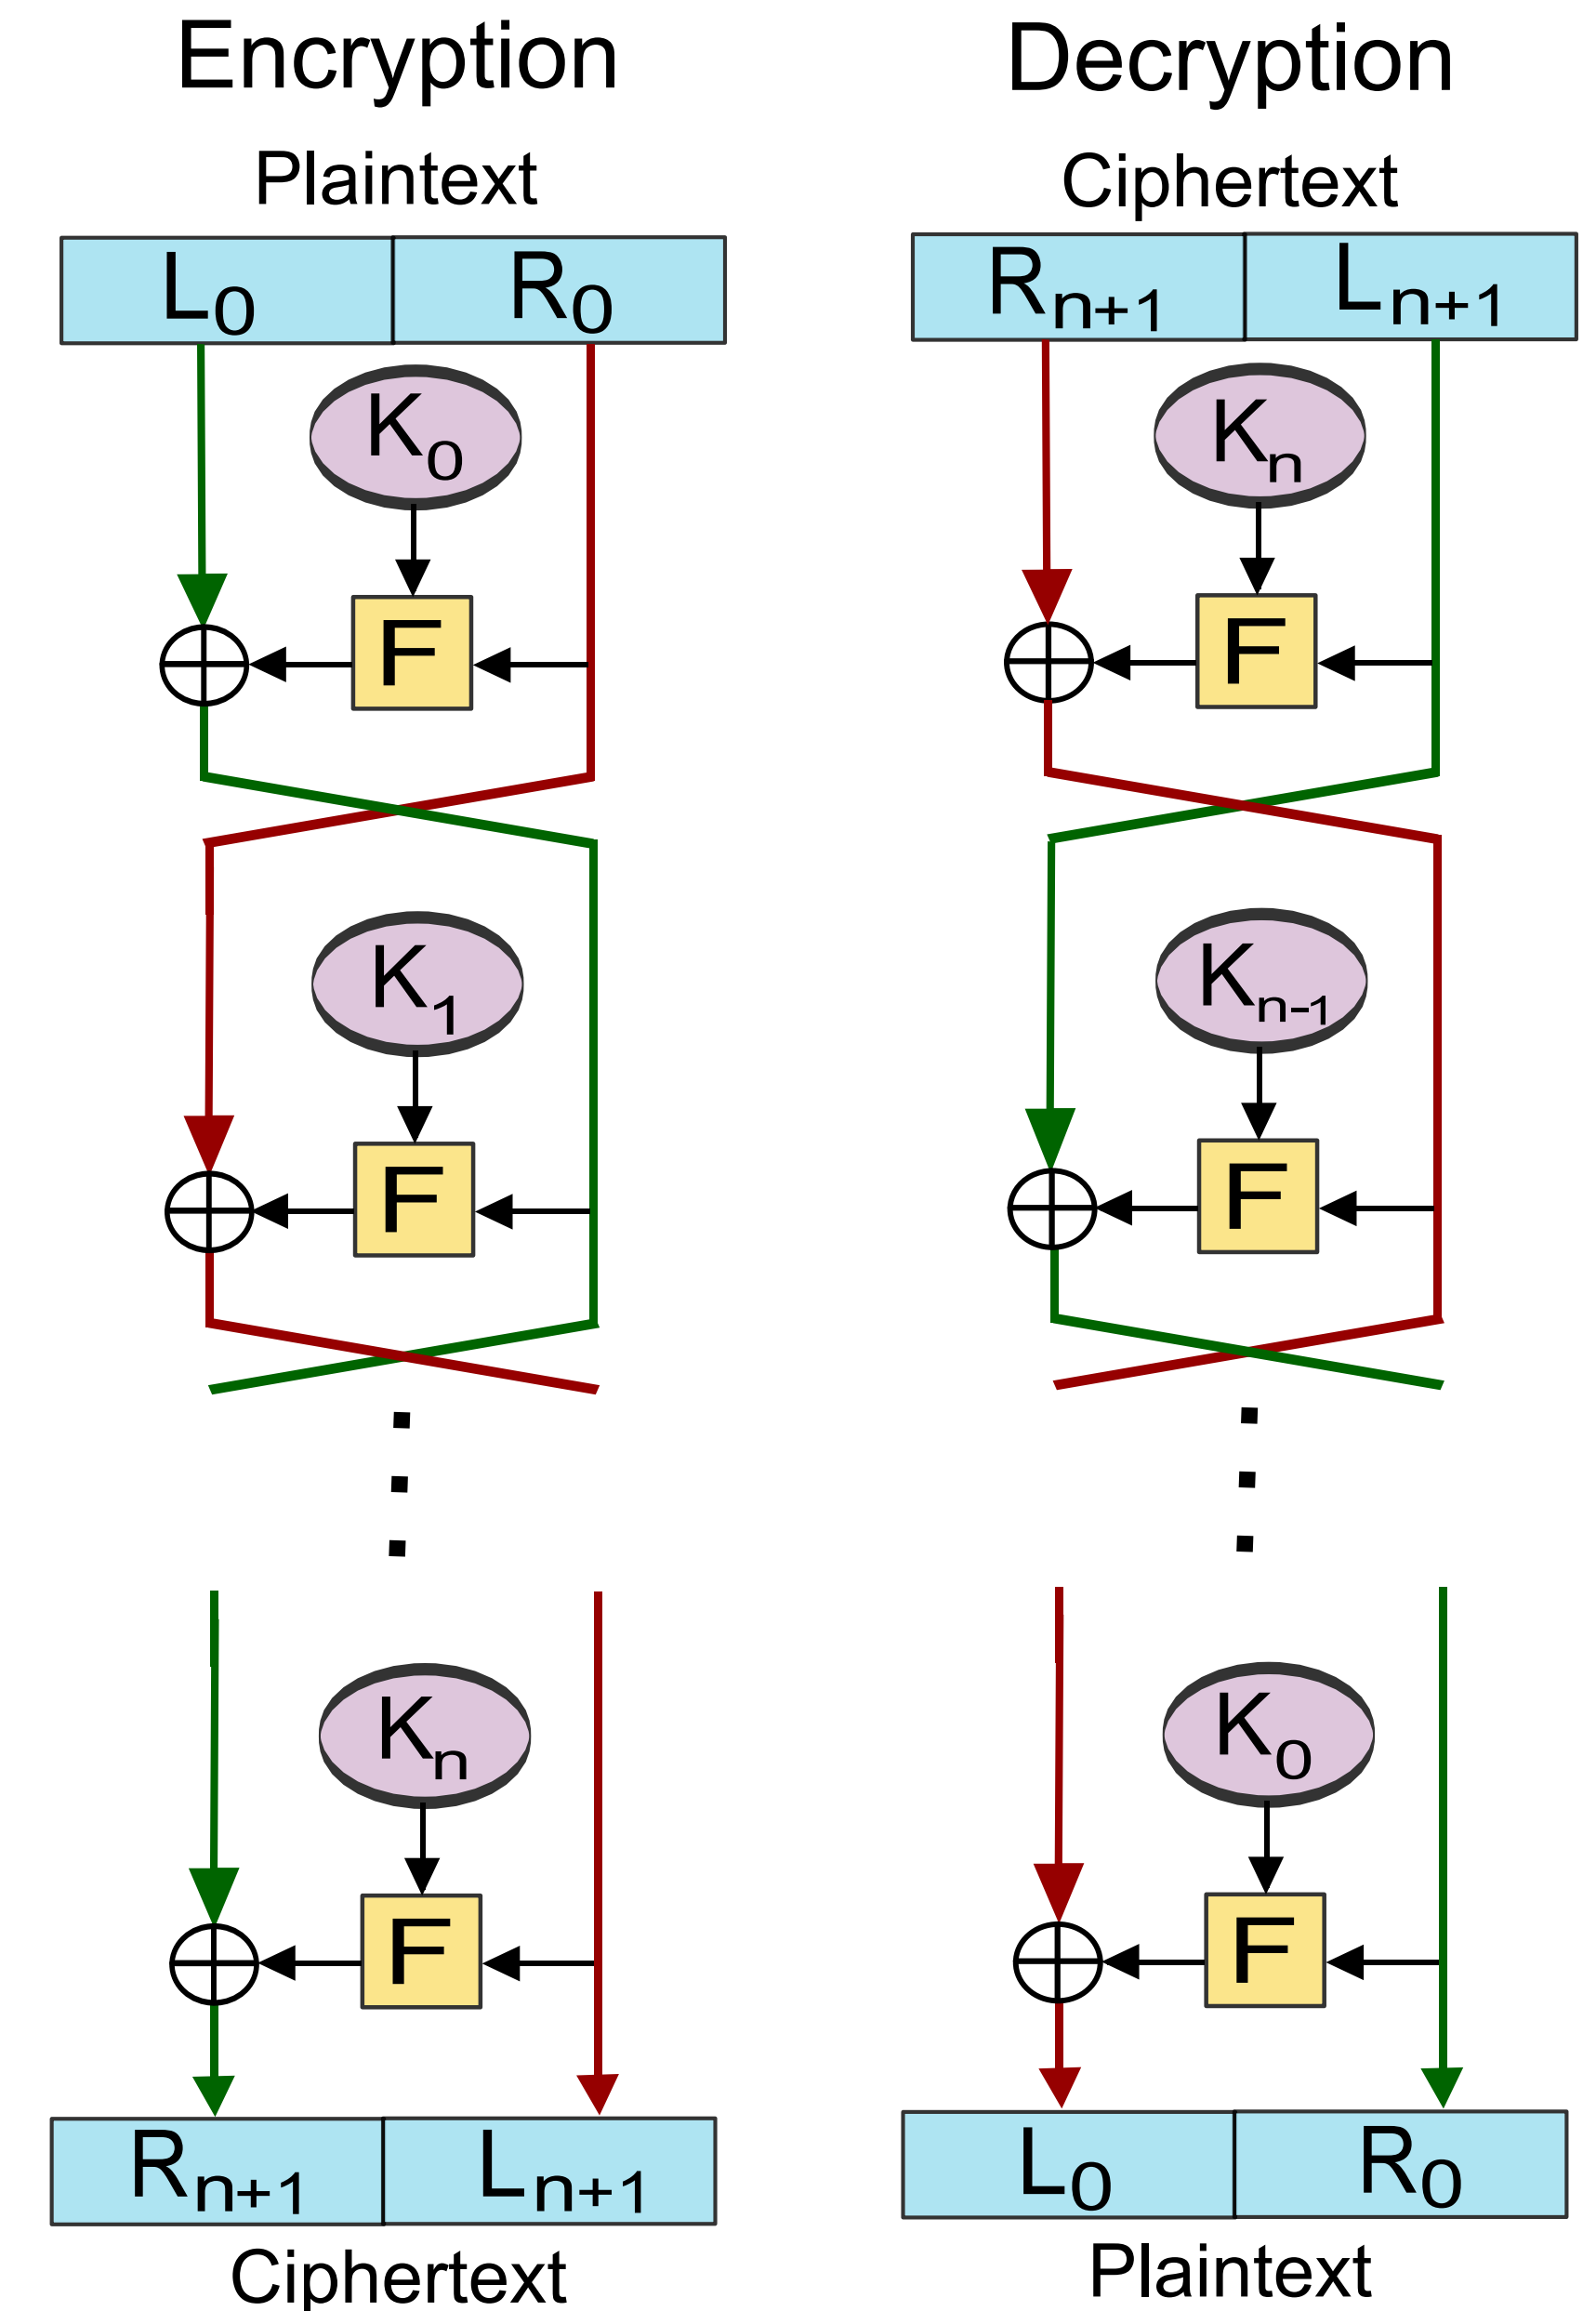 Encryption
Plaintext
L0 R0
K0
F
K1
F
Kn
F
Rn+1 Ln+1
Ciphertext
Decryption
Ciphertext
Rn+1 Ln+1
Kn
F
Kn-1
F
K0
F
L0 R0
Plaintext